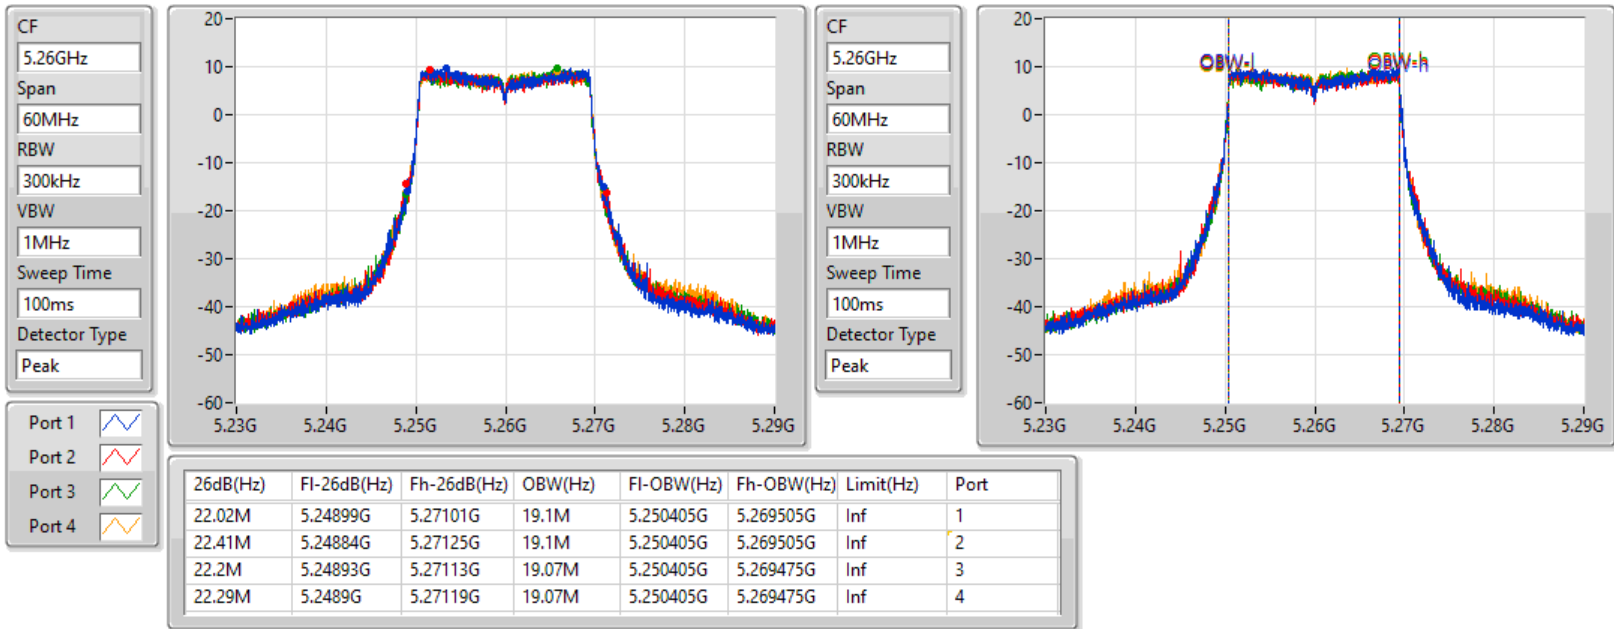 CF
5.26GHz
Span
60MHz
RBW
300kHz
VBW
1MHz
Sweep Time
100ms
Detector Type
Peak
20
10
0
-10
-20
-30
-40
-50
-60
5.23G 5.24G 5.25G 5.26G 5.27G 5.28G 5.29G
CF
5.26GHz
Span
60MHz
RBW
300kHz
VBW
1MHz
Sweep Time
100ms
Detector Type
Peak
20
10
0
-10
-20
-30
-40
-50
-60
OBW-l OBW-h
5.23G 5.24G 5.25G 5.26G 5.27G 5.28G 5.29G
Port 1
Port 2
Port 3
Port 4
26dB(Hz) Fl-26dB(Hz) Fh-26dB(Hz) OBW(Hz) Fl-OBW(Hz) Fh-OBW(Hz) Limit(Hz) Port
22.02M 5.24899G 5.27101G 19.1M 5.250405G 5.269505G Inf 1
22.41M 5.24884G 5.27125G 19.1M 5.250405G 5.269505G Inf 2
22.2M 5.24893G 5.27113G 19.07M 5.250405G 5.269475G Inf 3
22.29M 5.2489G 5.27119G 19.07M 5.250405G 5.269475G Inf 4